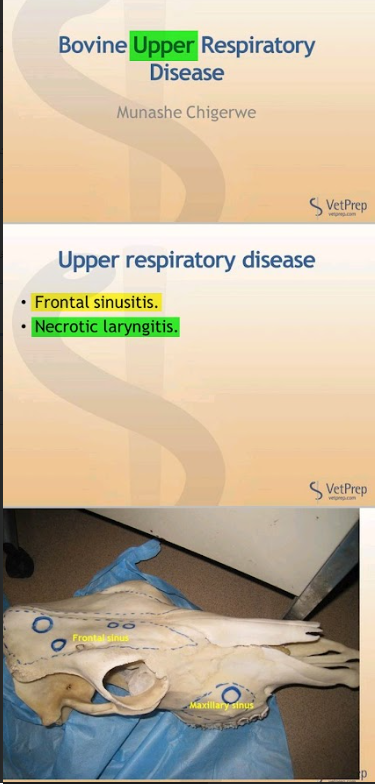 Bovine Upper Respiratory
Disease
Munashe Chigerwe
VetPrep
vetprep.com
Upper respiratory disease
• Frontal sinusitis.
• Necrotic laryngitis.
VetPrep
vetprep.com
Frontal sinus
Maxillary sinus